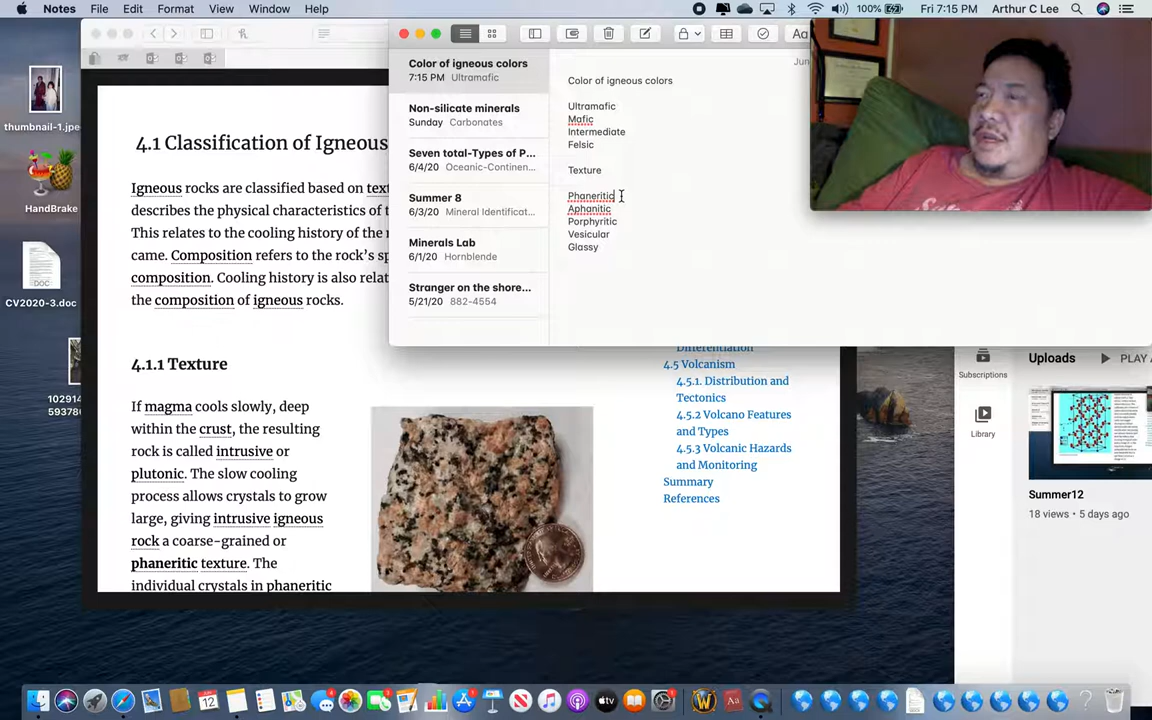 Notes File Edit Format View Window Help
100% Fri 7:15 PM Arthur C Lee
thumbnail-1.jpe
HandBrake
DOC
CV2020-3.doc
102914
593786
4.1 Classification of Igneous
Igneous rocks are classified based on
describes the physical characteristics of
This relates to the cooling history of the
came. Composition refers to the rock's
composition. Cooling history is also
the composition of igneous rocks.
4.1.1 Texture
If magma cools slowly, deep
within the crust, the resulting
rock is called intrusive or
plutonic. The slow cooling
process allows crystals to grow
large, giving intrusive igneous
rock a coarse-grained or
phaneritic texture. The
individual crystals in phaneritic
Color of igneous colors
7:15 PM Ultramafic
Non-silicate minerals
Sunday Carbonates
Seven total-Types of P...
6/4/20 Oceanic-Continen...
Summer 8
6/3/20 Mineral Identificat...
Minerals Lab
6/1/20 Hornblende
Stranger on the shore...
5/21/20 882-4554
Aa
Color of igneous colors
Ultramafic
Mafic
Intermediate
Felsic
Texture
Phaneritic
Aphanitic
Porphyritic
Vesicular
Glassy
Differentiation
4.5 Volcanism
4.5.1. Distribution and
Tectonics
4.5.2 Volcano Features
and Types
4.5.3 Volcanic Hazards
and Monitoring
Summary
References
Subscriptions
Library
Uploads PLAY
Summer12
18 views • 5 days ago